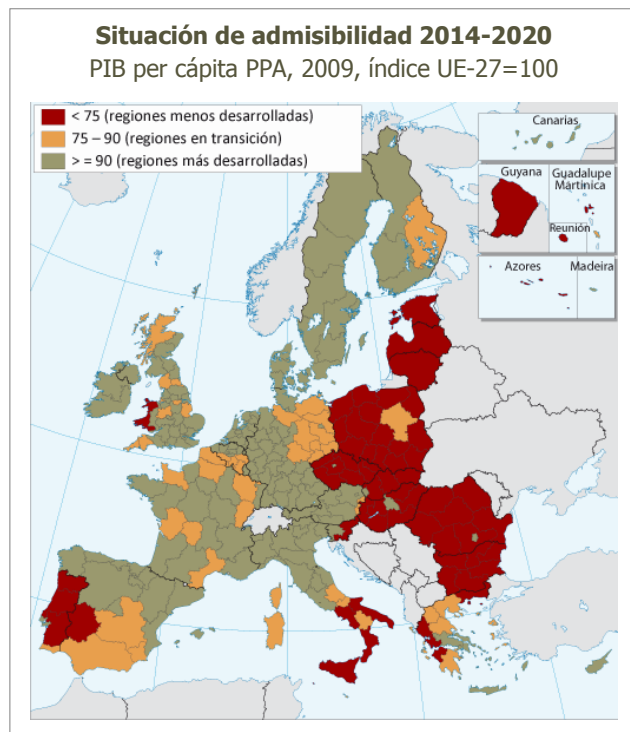 Situación de admisibilidad 2014-2020
PIB per cápita PPA, 2009, índice UE-27=100
< 75 (regiones menos desarrolladas)
75 – 90 (regiones en transición)
> = 90 (regiones más desarrolladas)
Canarias
Guyana
Guadalupe
Martinica
Reunión
Azores
Madeira